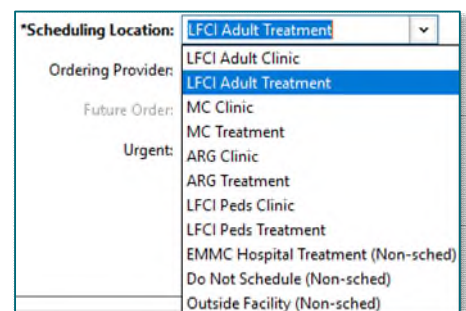 *Scheduling Location: LFCI Adult Treatment
LFCI Adult Clinic
Ordering Provider:
LFCI Adult Treatment
Future Order:
MC Clinic
MC Treatment
Urgent:
ARG Clinic
ARG Treatment
LFCI Peds Clinic
LFCI Peds Treatment
EMMC Hospital Treatment (Non-sched)
Do Not Schedule (Non-sched)
Outside Facility (Non-sched)